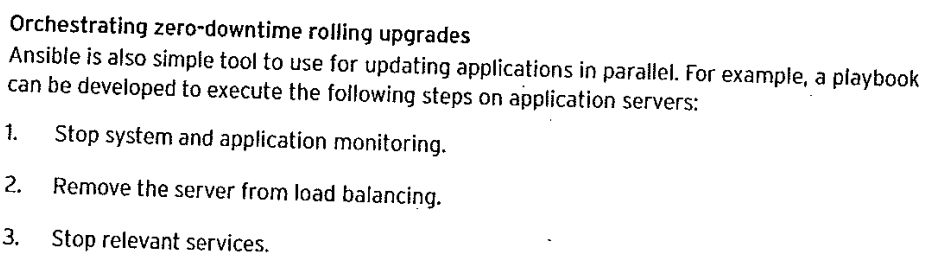 Orchestrating zero-downtime rolling upgrades
Ansible is also simple tool to use for updating applications in parallel. For example, a playbook
can be developed to execute the following steps on application servers:
1. Stop system and application monitoring.
2. Remove the server from load balancing.
3. Stop relevant services.